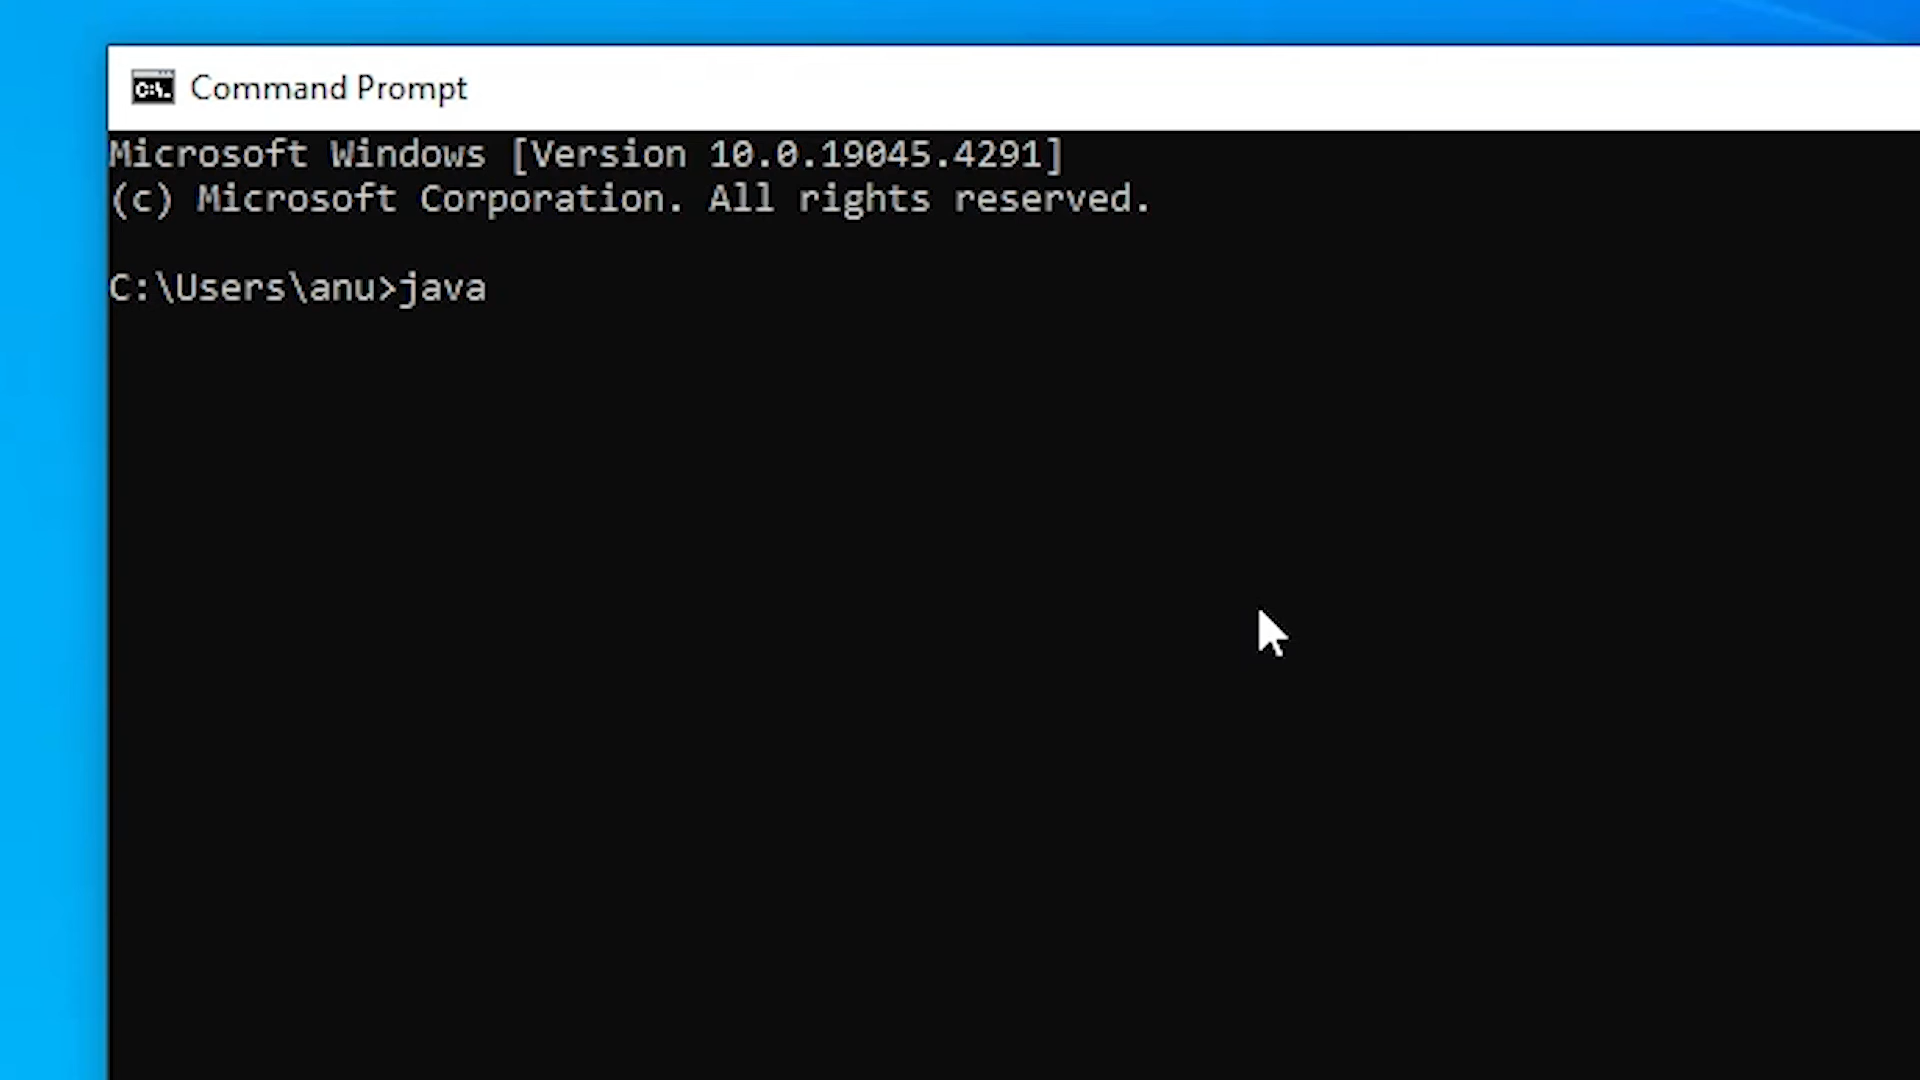 Command Prompt
Microsoft Windows [Version 10.0.19045.4291]
(c) Microsoft Corporation. All rights reserved.
C:\Users\anu>java